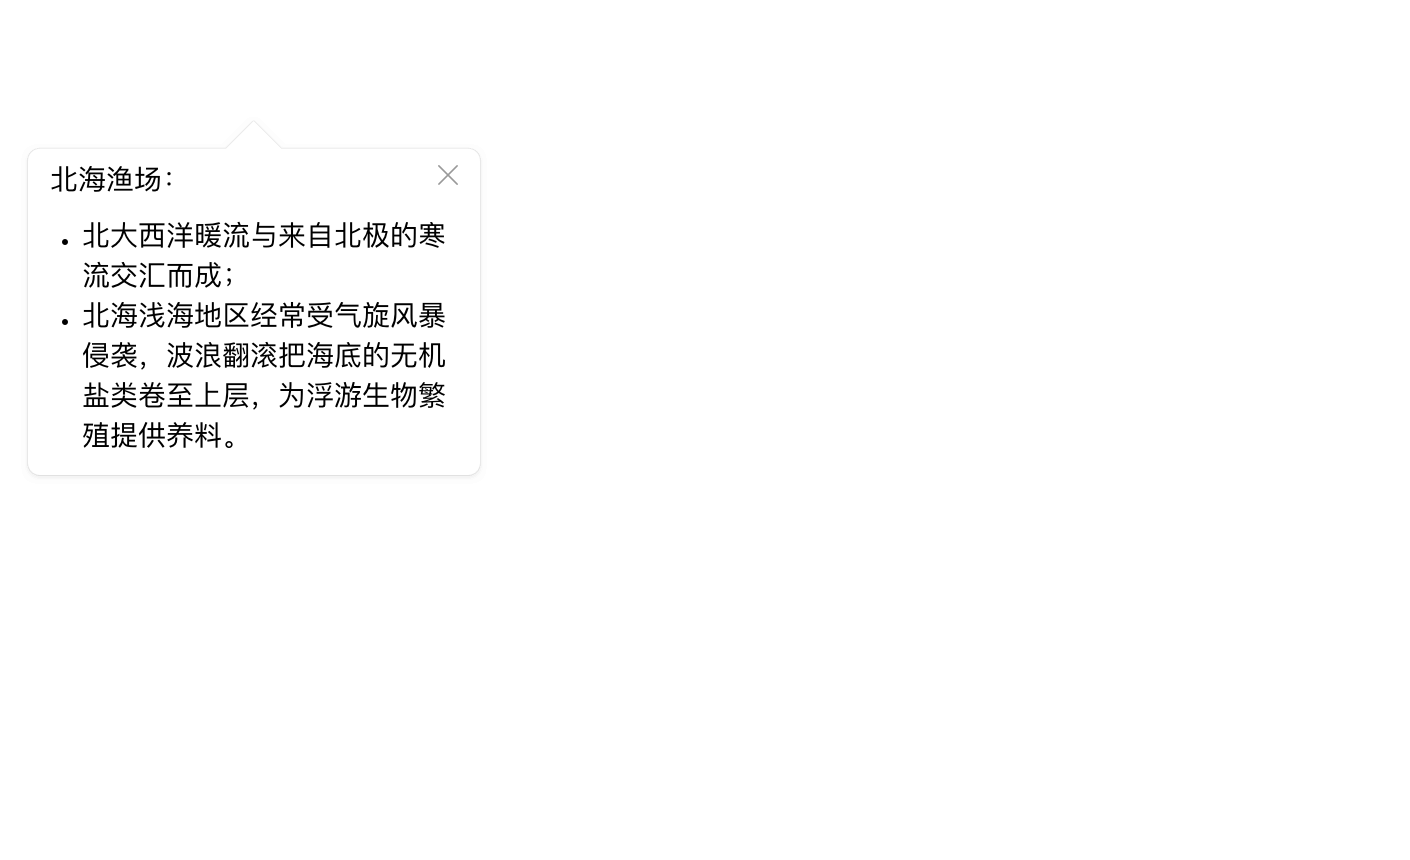 北海渔场：
• 北大西洋暖流与来自北极的寒
流交汇而成；
• 北海浅海地区经常受气旋风暴
侵袭，波浪翻滚把海底的无机
盐类卷至上层，为浮游生物繁
殖提供养料。